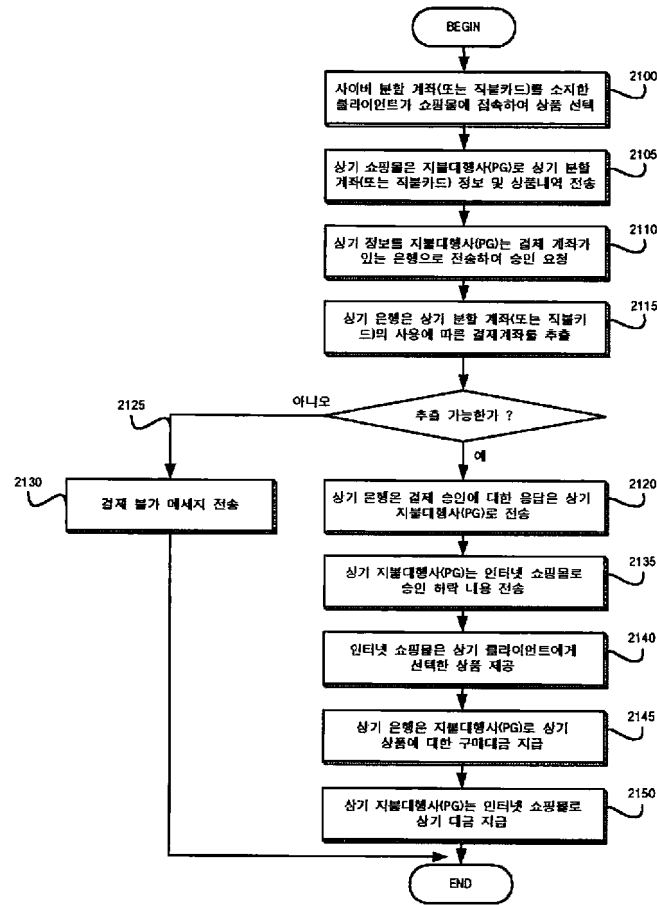 BEGIN
2100
사이버 분할 계좌(또는 직불카드)를 소지한
클라이언트가 쇼핑몰에 접속하여 상품 선택
2105
상기 쇼핑몰은 지불대행사(PG)로 상기 분할
계좌(또는 직불카드) 정보 및 상품내역 전송
2110
상기 정보를 지불대행사(PG)는 결제 계좌가
있는 은행으로 전송하여 승인 요청
2115
상기 은행은 상기 분할 계좌(또는 직불카
드)의 사용에 따른 결재계좌를 추출
추출 가능한가 ?
아니오
2125
예
2130
결제 불가 메세지 전송
2120
상기 은행은 결제 승인에 대한 응답은 상기
지불대행사(PG)로 전송
2135
상기 지불대행사(PG)는 인터넷 쇼핑몰로
승인 허락 내용 전송
2140
인터넷 쇼핑몰은 상기 클라이언트에게
선택한 상품 제공
2145
상기 은행은 지불대행사(PG)로 상기
상품에 대한 구매대금 지급
2150
상기 지불대행사(PG)는 인터넷 쇼핑몰로
상기 대금 지급
END